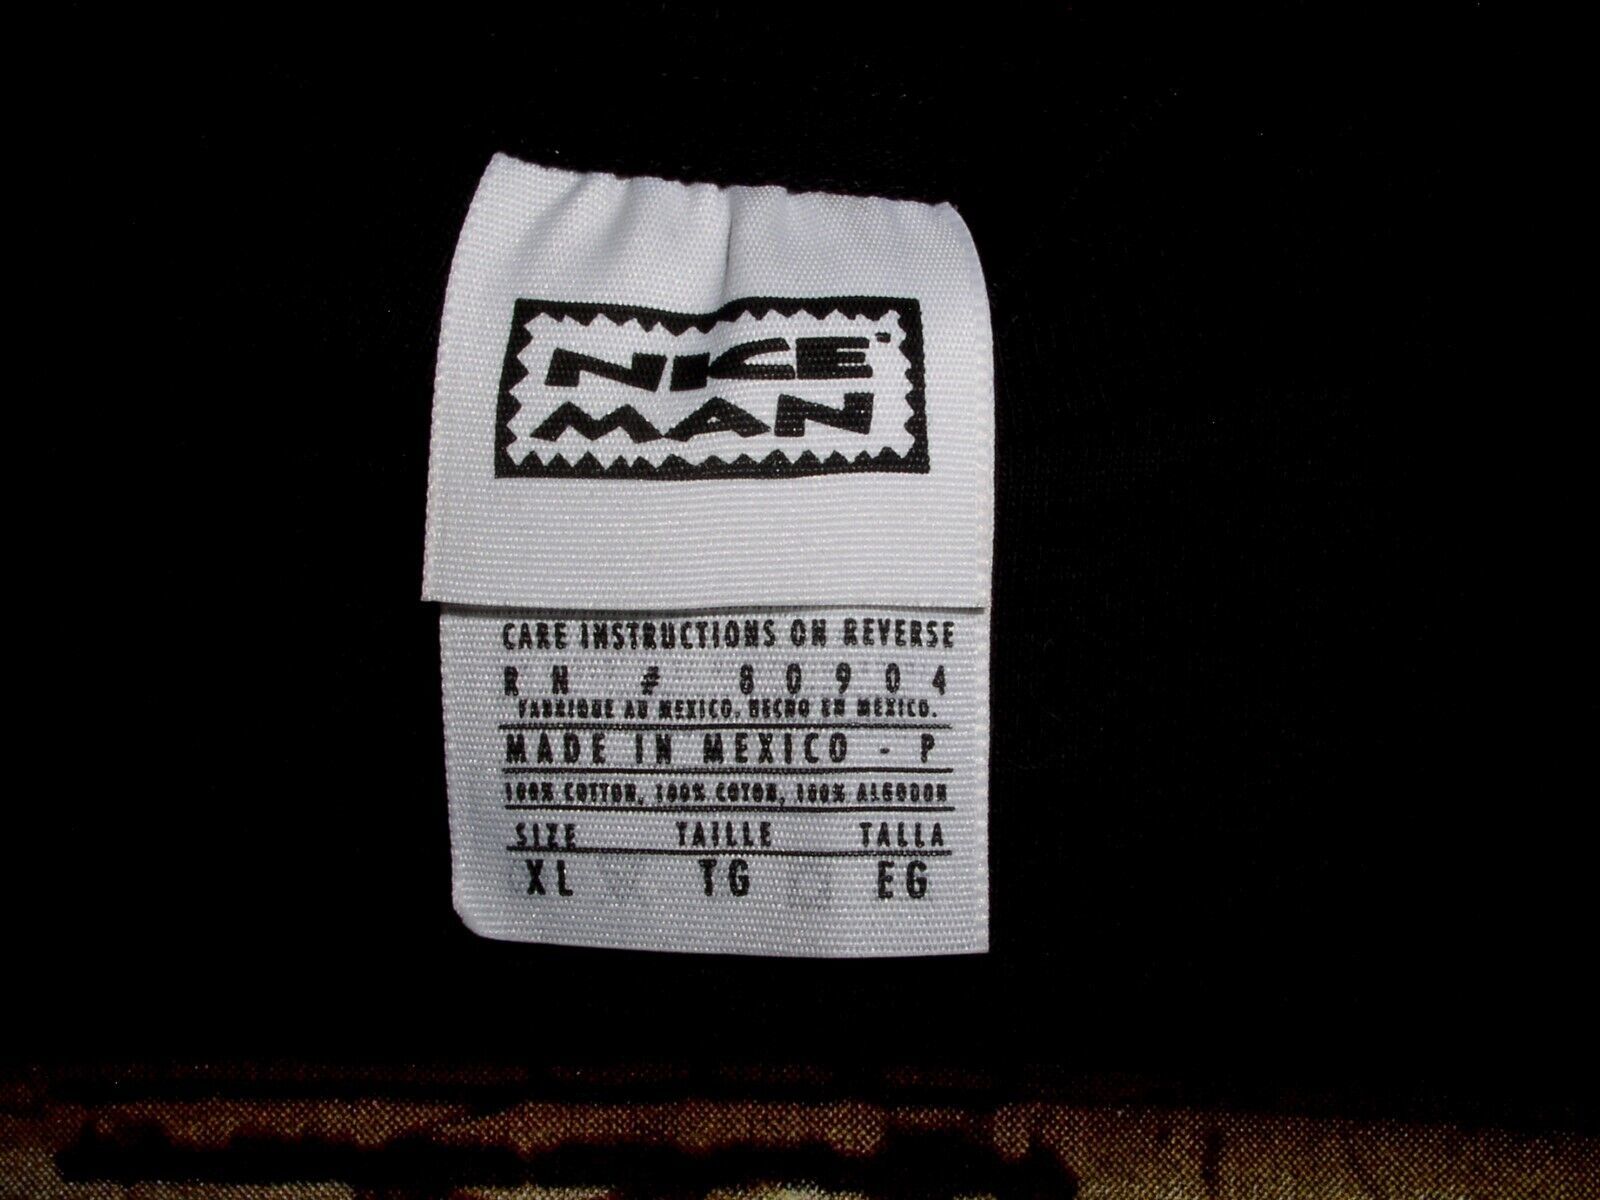 NICE™
MAN
CARE INSTRUCTIONS ON REVERSE
RN # 80904
FABRIQUE AU MEXICO. HECHO EN MEXICO.
MADE IN MEXICO - P
100% COTTON, 100% COTON, 100% ALGODON
SIZE TAILLE TALLA
XL TG EG